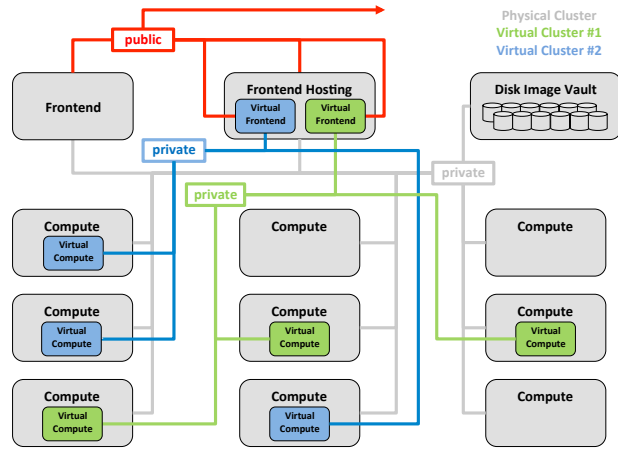 Physical Cluster
Virtual Cluster #1
Virtual Cluster #2
public
Frontend
Frontend Hosting
Virtual
Frontend
Virtual
Frontend
Disk Image Vault
private
private
private
Compute
Virtual
Compute
Compute
Compute
Compute
Virtual
Compute
Compute
Virtual
Compute
Compute
Virtual
Compute
Compute
Virtual
Compute
Compute
Virtual
Compute
Compute